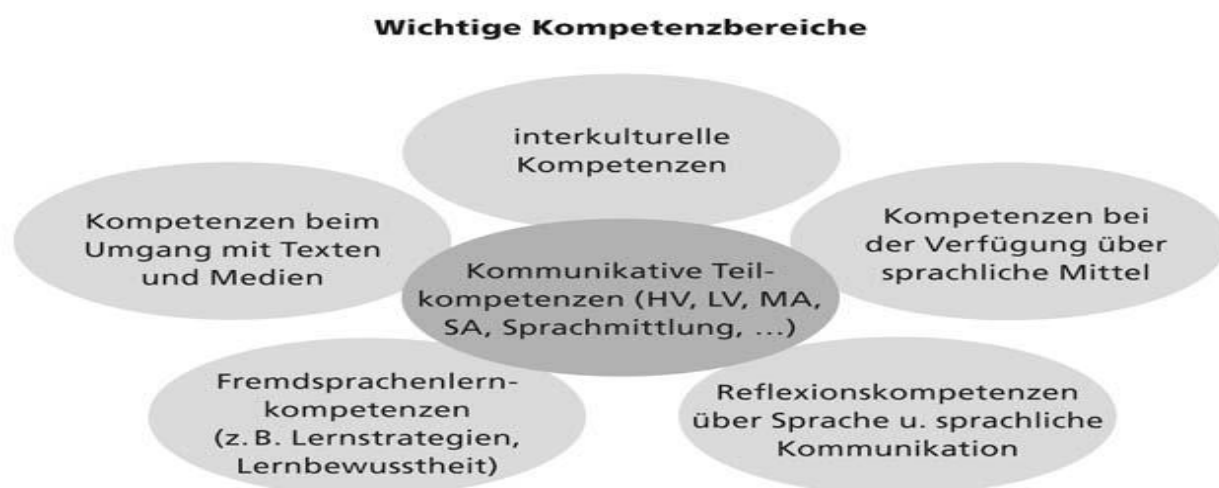 Wichtige Kompetenzbereiche
interkulturelle
Kompetenzen
Kompetenzen beim
Umgang mit Texten
und Medien
Kompetenzen bei
der Verfügung über
sprachliche Mittel
Kommunikative Teil-
kompetenzen (HV, LV, MA,
SA, Sprachmittlung, ...)
Fremdsprachenlern-
kompetenzen
(z. B. Lernstrategien,
Lernbewusstheit)
Reflexionskompetenzen
über Sprache u. sprachliche
Kommunikation